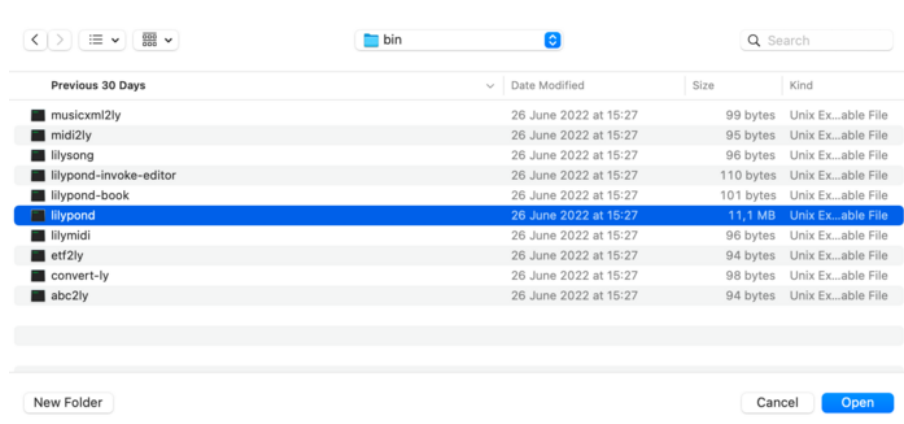 bin
Search
Previous 30 Days Date Modified Size Kind
musicxml2ly 26 June 2022 at 15:27 99 bytes Unix Ex...able File
midi2ly 26 June 2022 at 15:27 95 bytes Unix Ex...able File
lilysong 26 June 2022 at 15:27 96 bytes Unix Ex...able File
lilypond-invoke-editor 26 June 2022 at 15:27 110 bytes Unix Ex...able File
lilypond-book 26 June 2022 at 15:27 101 bytes Unix Ex...able File
lilypond 26 June 2022 at 15:27 11,1 MB Unix Ex...able File
lilymidi 26 June 2022 at 15:27 96 bytes Unix Ex...able File
etf2ly 26 June 2022 at 15:27 94 bytes Unix Ex...able File
convert-ly 26 June 2022 at 15:27 98 bytes Unix Ex...able File
abc2ly 26 June 2022 at 15:27 94 bytes Unix Ex...able File
New Folder Cancel Open